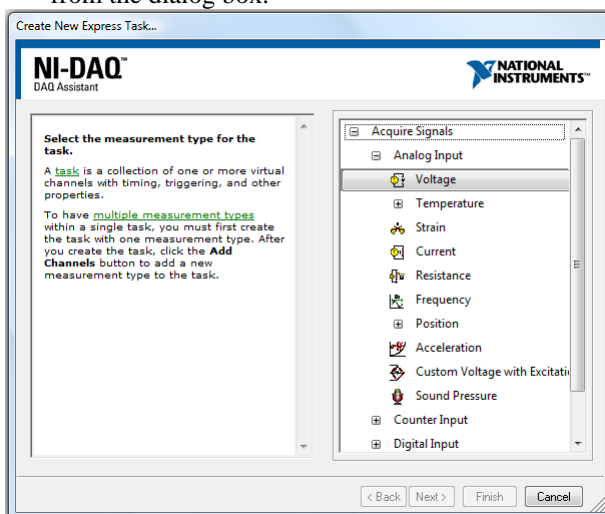 from the dialog box.
Create New Express Task...
NI-DAQ™
DAQ Assistant
NATIONAL
INSTRUMENTS™
Select the measurement type for the
task.
A task is a collection of one or more virtual
channels with timing, triggering, and other
properties.
To have multiple measurement types
within a single task, you must first create
the task with one measurement type. After
you create the task, click the Add
Channels button to add a new
measurement type to the task.
Acquire Signals
Analog Input
Voltage
Temperature
Strain
Current
Resistance
Frequency
Position
Acceleration
Custom Voltage with Excitati
Sound Pressure
Counter Input
Digital Input
< Back
Next >
Finish
Cancel